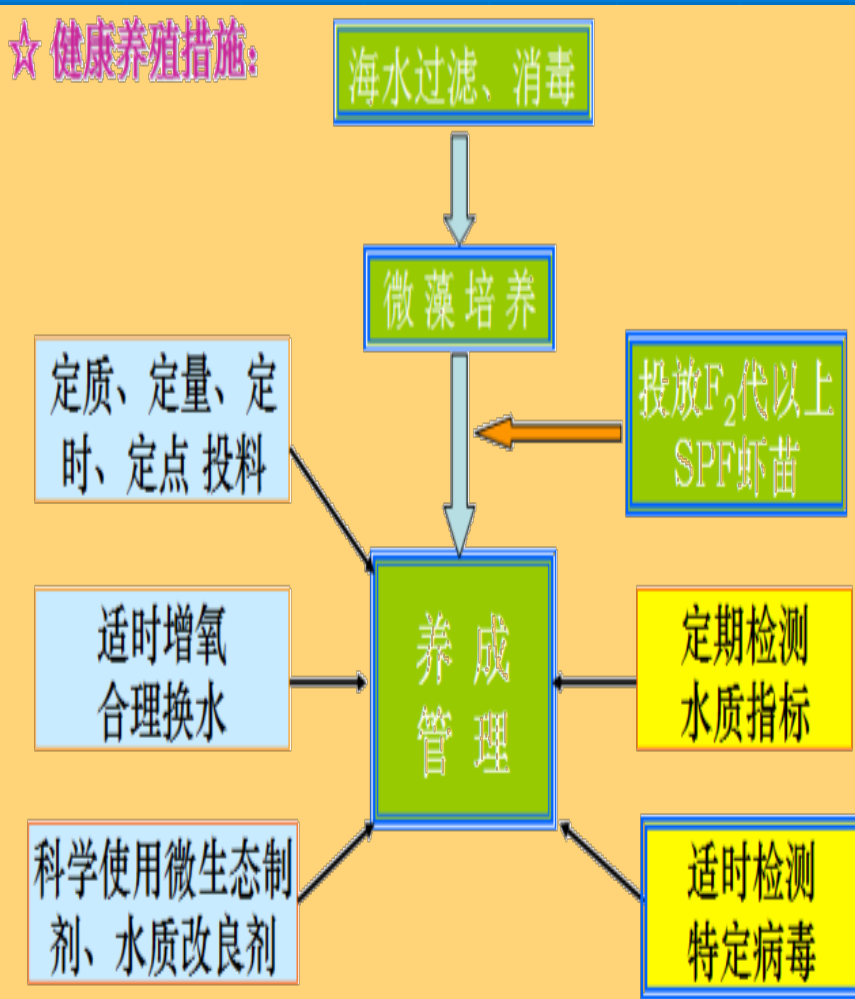 ☆ 健康养殖措施:
海水过滤、消毒
微 藻 培 养
定质、定量、定
时、定点 投料
投放F₂代以上
SPF虾苗
适时增氧
合理换水
养 成
管 理
定期检测
水质指标
科学使用微生态制
剂、水质改良剂
适时检测
特定病毒